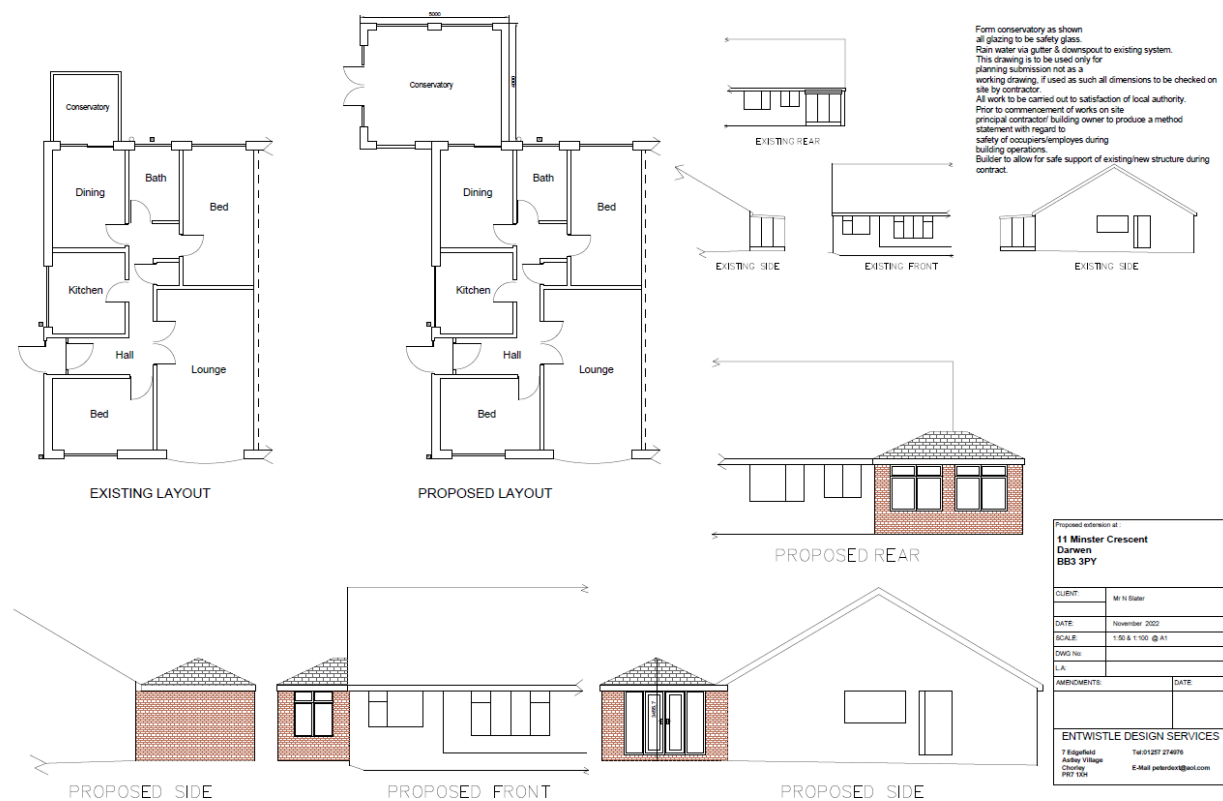 5000
4000
Conservatory
Dining
Bath
Bed
Kitchen
Hall
Lounge
Bed
EXISTING LAYOUT
Conservatory
Dining
Bath
Bed
Kitchen
Hall
Lounge
Bed
PROPOSED LAYOUT
EXISTING REAR
EXISTING SIDE
EXISTING FRONT
EXISTING SIDE
Form conservatory as shown
all glazing to be safety glass.
Rain water via gutter & downspout to existing system.
This drawing is to be used only for
planning submission not as a
working drawing, if used as such all dimensions to be checked on
site by contractor.
All work to be carried out to satisfaction of local authority.
Prior to commencement of works on site
principal contractor/ building owner to produce a method
statement with regard to
safety of occupiers/employes during
building operations.
Builder to allow for safe support of existing/new structure during
contract.
PROPOSED REAR
PROPOSED SIDE
PROPOSED FRONT
PROPOSED SIDE
Proposed extension at :
11 Minster Crescent
Darwen
BB3 3PY
CLIENT: Mr N Slater
DATE: November 2022
SCALE: 1:50 & 1:100 @ A1
DWG No:
L.A:
AMENDMENTS: DATE:
ENTWISTLE DESIGN SERVICES
7 Edgefield Tel:01257 274976
Astley Village
Chorley E-Mail peterdext@aol.com
PR7 1XH